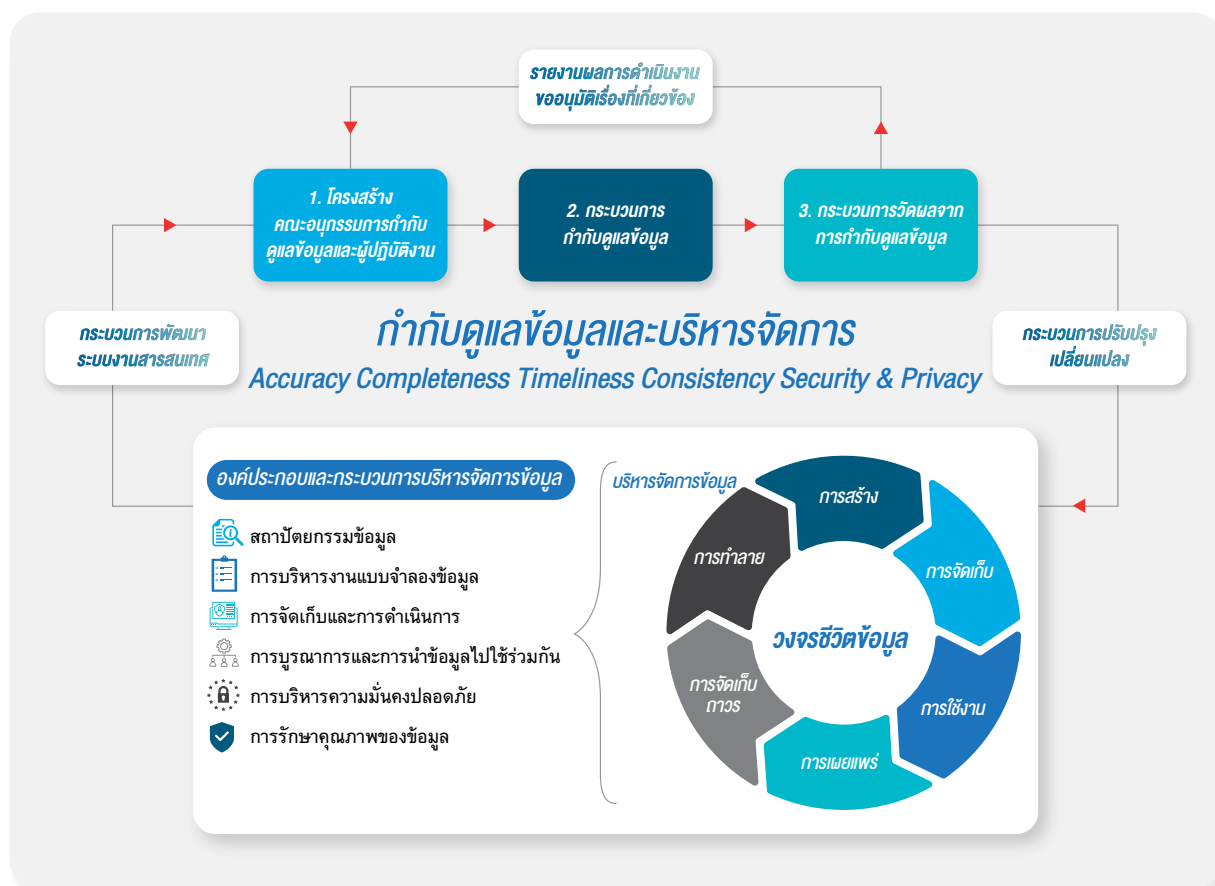 รายงานผลการดำเนินงาน
ขออนุมัติเรื่องที่เกี่ยวข้อง
1. โครงสร้าง
คณะอนุกรรมการกำกับ
ดูแลข้อมูลและผู้ปฏิบัติงาน
2. กระบวนการ
กำกับดูแลข้อมูล
3. กระบวนการวัดผลจาก
การกำกับดูแลข้อมูล
กระบวนการพัฒนา
ระบบงานสารสนเทศ
กำกับดูแลข้อมูลและบริหารจัดการ
Accuracy Completeness Timeliness Consistency Security & Privacy
กระบวนการปรับปรุง
เปลี่ยนแปลง
องค์ประกอบและกระบวนการบริหารจัดการข้อมูล
สถาปัตยกรรมข้อมูล
การบริหารงานแบบจำลองข้อมูล
การจัดเก็บและการดำเนินการ
การบูรณาการและการนำข้อมูลไปใช้ร่วมกัน
การบริหารความมั่นคงปลอดภัย
การรักษาคุณภาพของข้อมูล
บริหารจัดการข้อมูล
การสร้าง
การจัดเก็บ
การใช้งาน
การเผยแพร่
การจัดเก็บ
ถาวร
การทำลาย
วงจรชีวิตข้อมูล